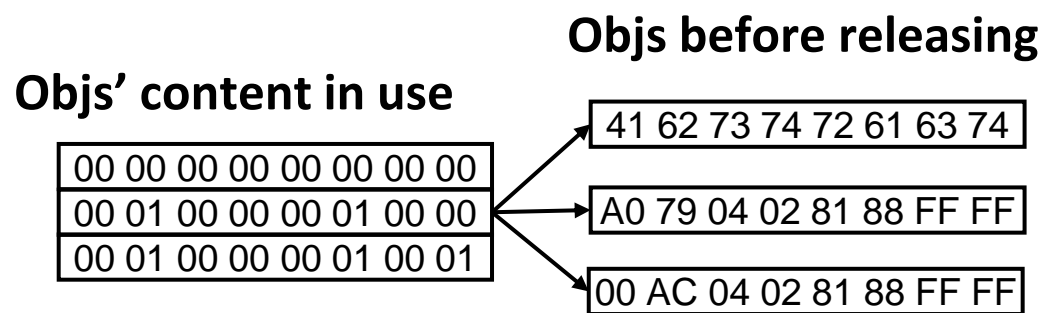 Objs before releasing
Objs’ content in use
41 62 73 74 72 61 63 74
00 00 00 00 00 00 00 00
00 01 00 00 00 01 00 00
A0 79 04 02 81 88 FF FF
00 01 00 00 00 01 00 01
00 AC 04 02 81 88 FF FF